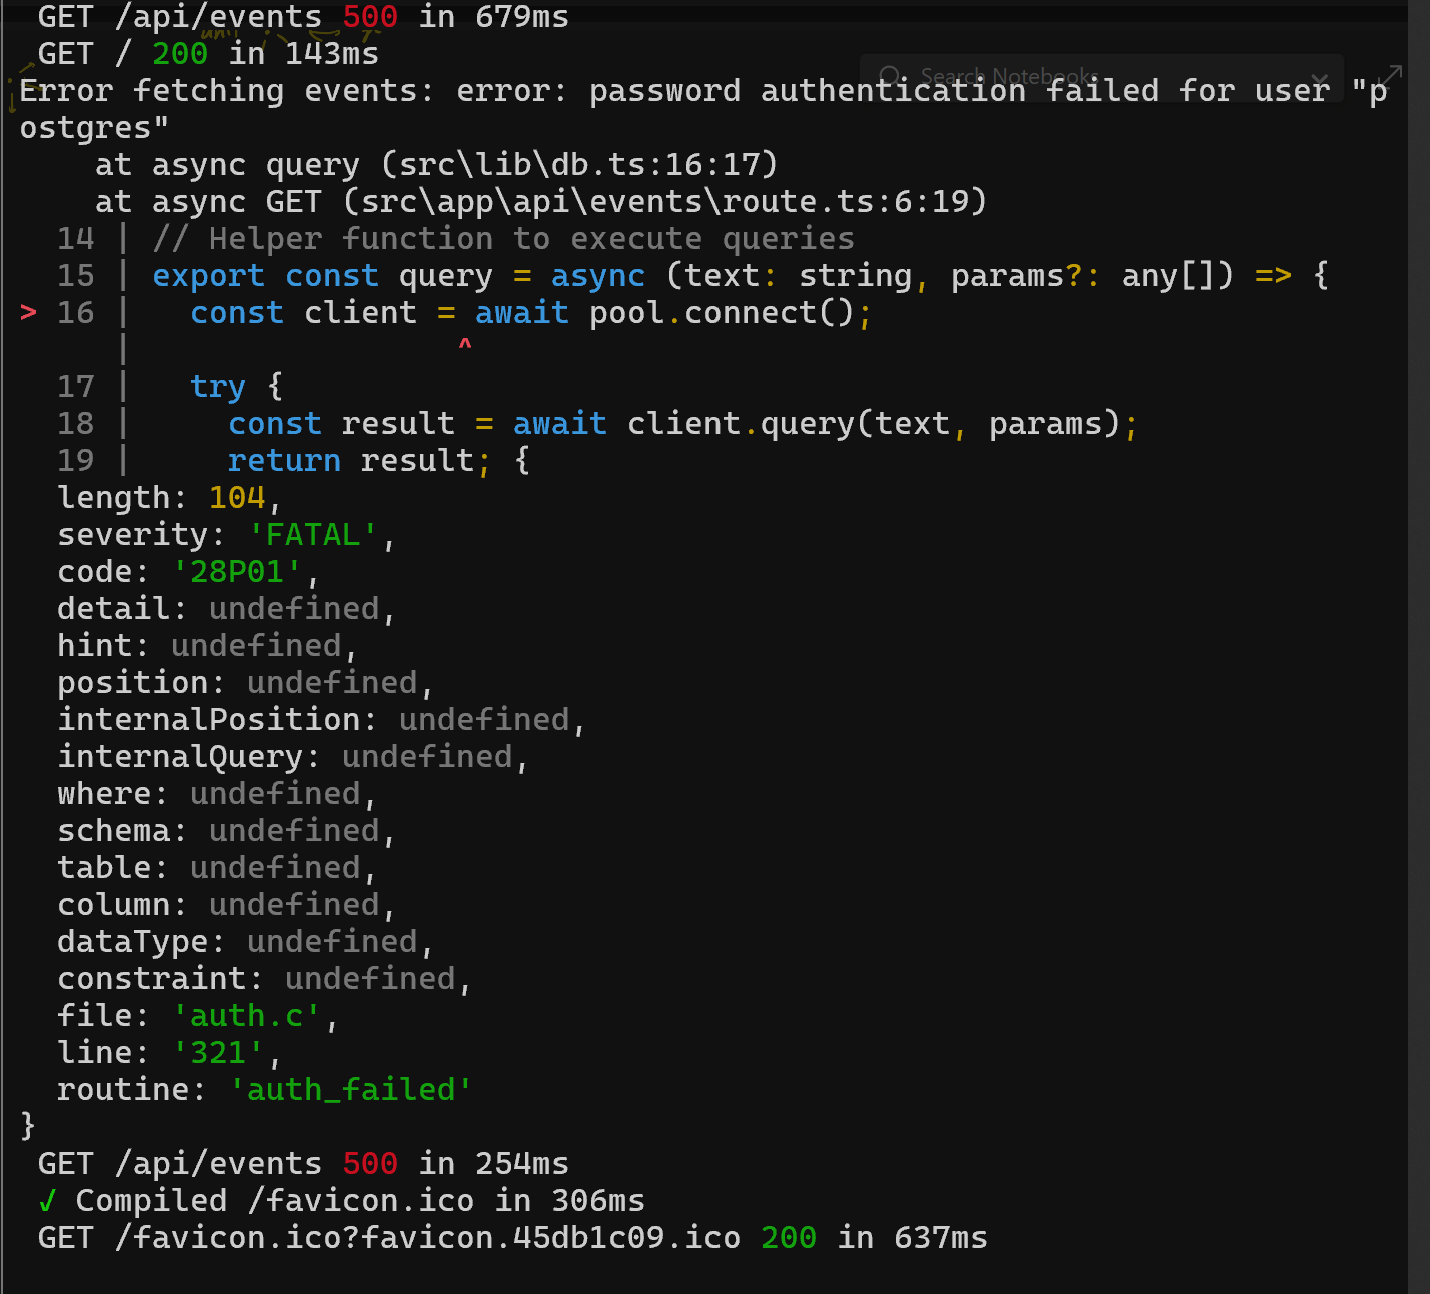 GET /api/events 500 in 679ms
GET / 200 in 143ms
Search Notebooks
Error fetching events: error: password authentication failed for user "p
ostgres"
    at async query (src\lib\db.ts:16:17)
    at async GET (src\app\api\events\route.ts:6:19)
  14 | // Helper function to execute queries
  15 | export const query = async (text: string, params?: any[]) => {
> 16 |   const client = await pool.connect();
     |                  ^
  17 |   try {
  18 |     const result = await client.query(text, params);
  19 |     return result; {
  length: 104,
  severity: 'FATAL',
  code: '28P01',
  detail: undefined,
  hint: undefined,
  position: undefined,
  internalPosition: undefined,
  internalQuery: undefined,
  where: undefined,
  schema: undefined,
  table: undefined,
  column: undefined,
  dataType: undefined,
  constraint: undefined,
  file: 'auth.c',
  line: '321',
  routine: 'auth_failed'
}
 GET /api/events 500 in 254ms
 ✓ Compiled /favicon.ico in 306ms
 GET /favicon.ico?favicon.45db1c09.ico 200 in 637ms